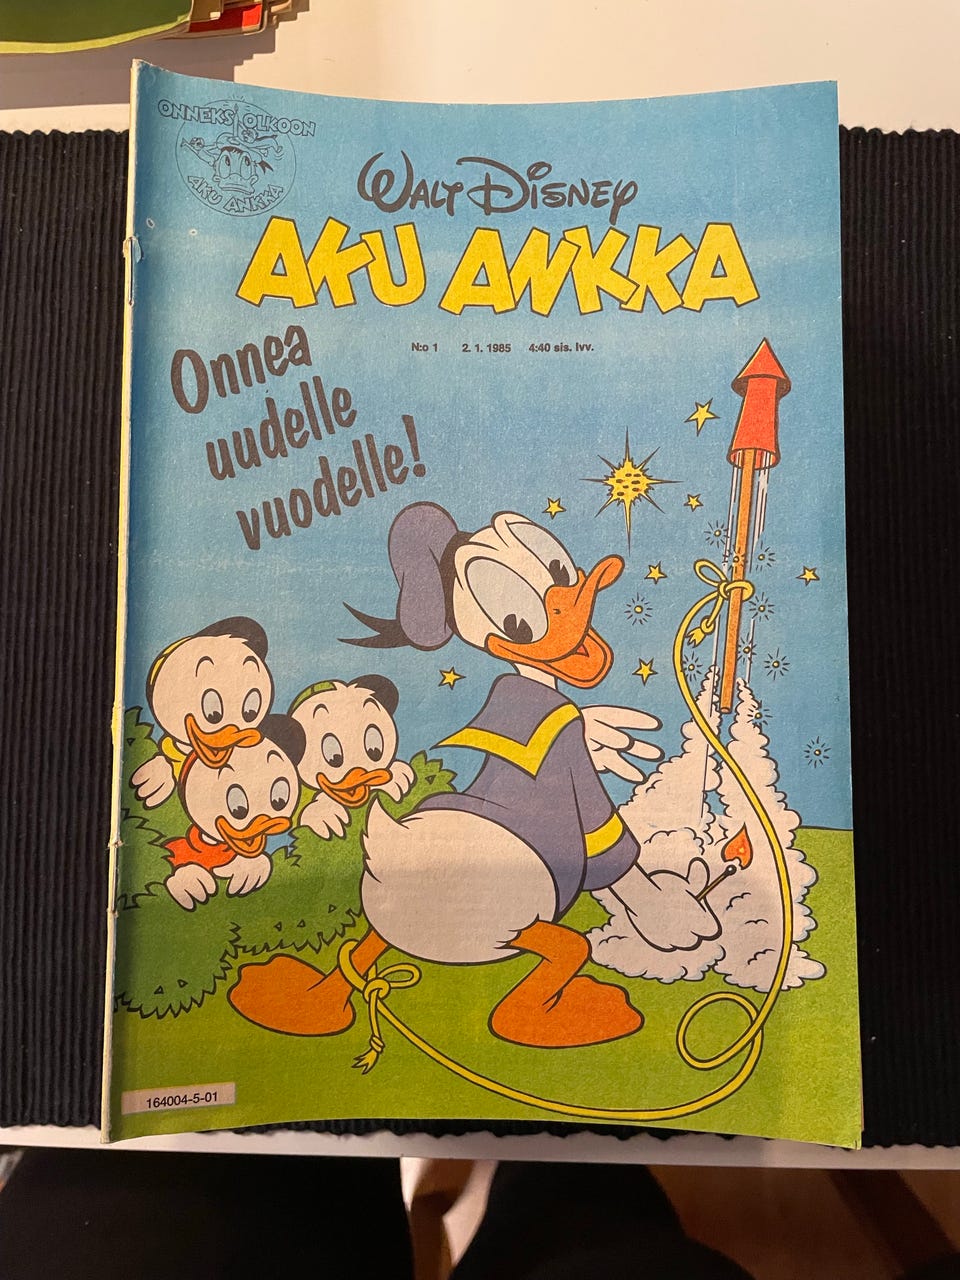 ONNEKSI OLKOON
AKU ANKKA
WALT DISNEY
AKU ANKKA
N:o 1 2. 1. 1985 4:40 sis. lvv.
Onnea
uudelle
vuodelle!
164004-5-01